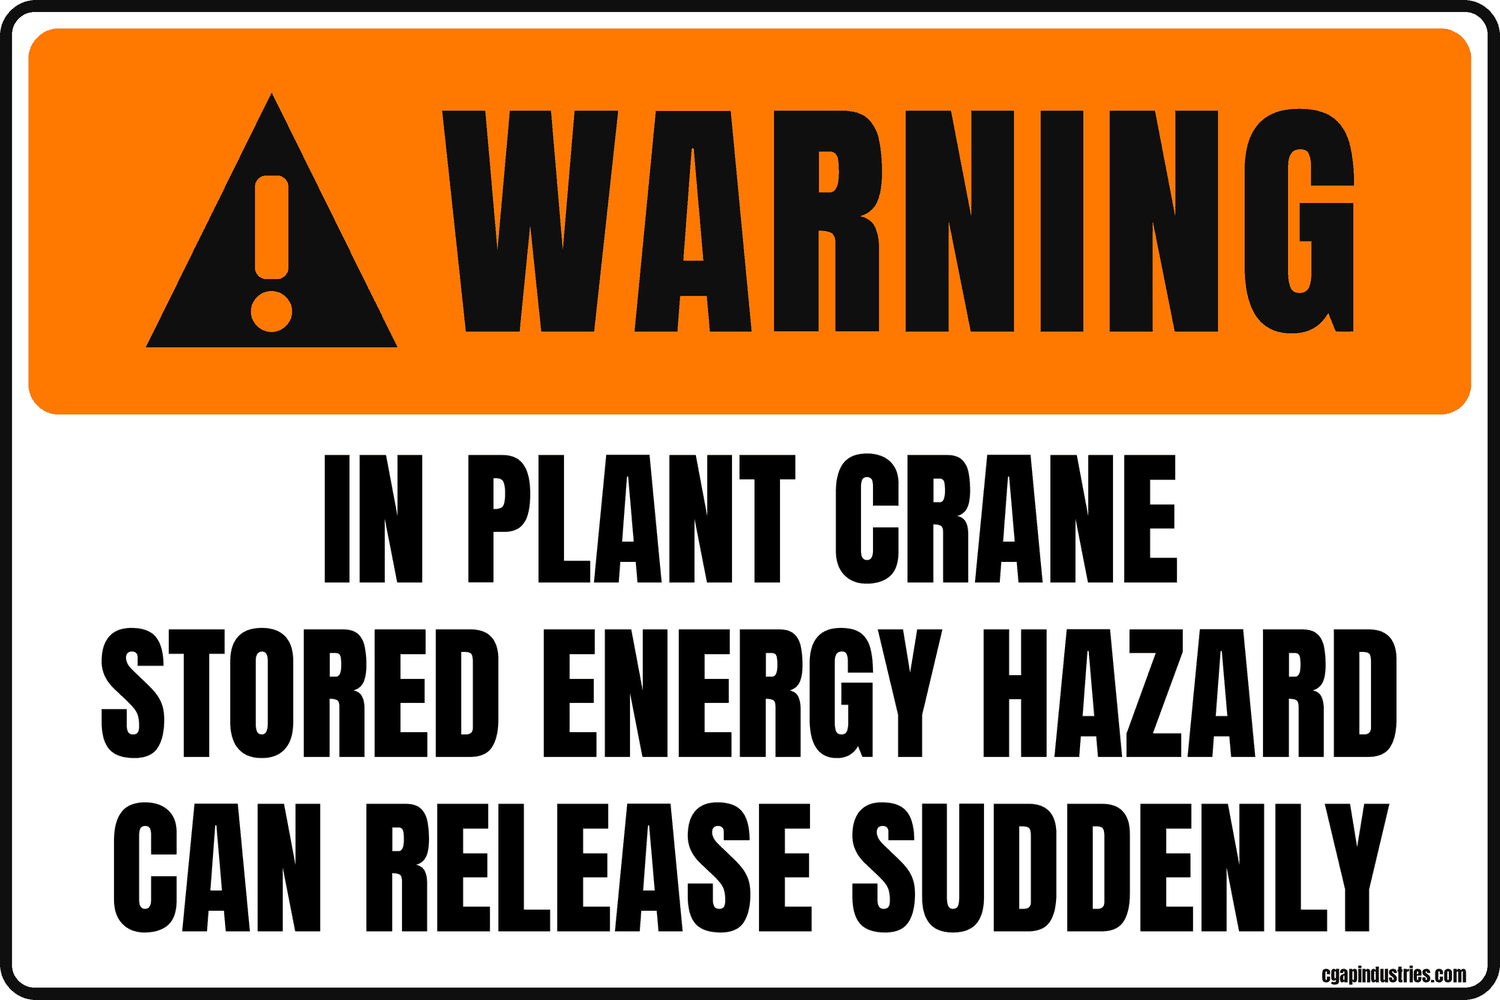 WARNING
IN PLANT CRANE
STORED ENERGY HAZARD
CAN RELEASE SUDDENLY
cgapindustries.com